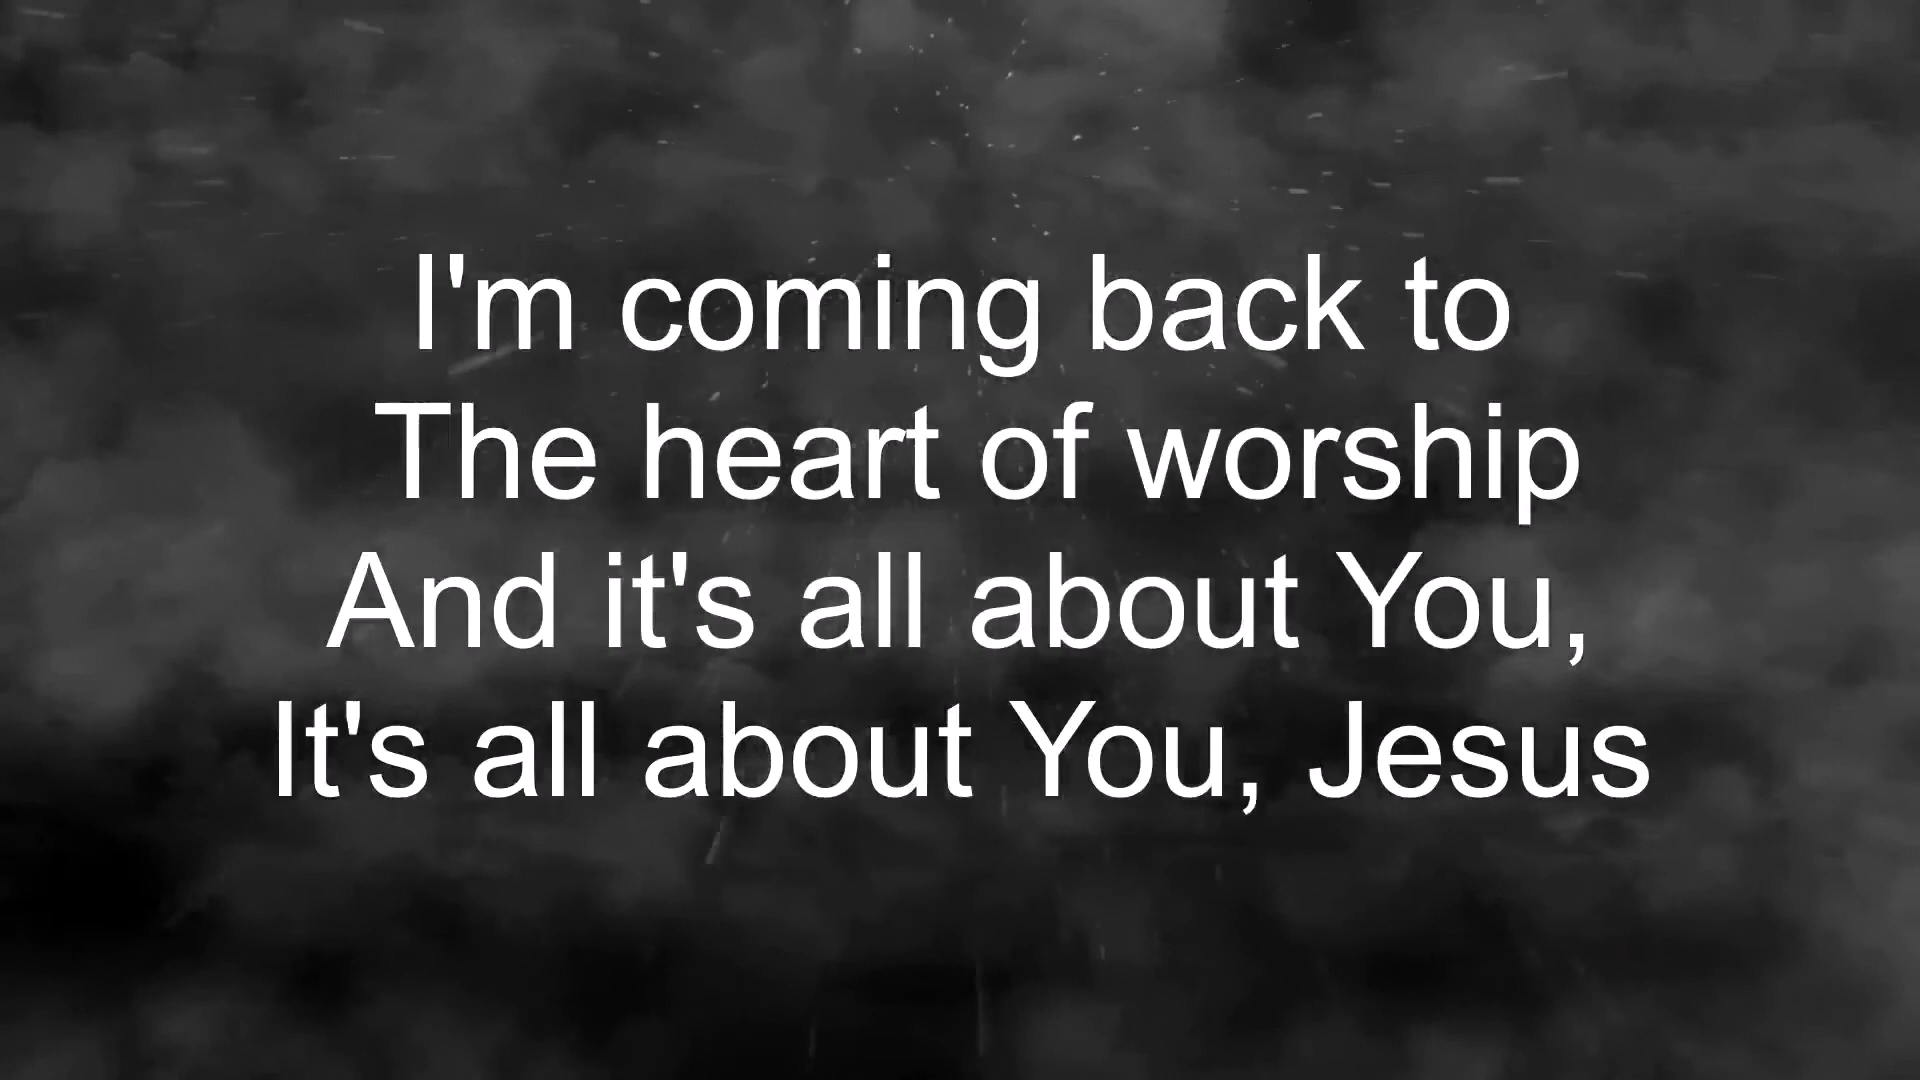 I'm coming back to
The heart of worship
And it's all about You,
It's all about You, Jesus